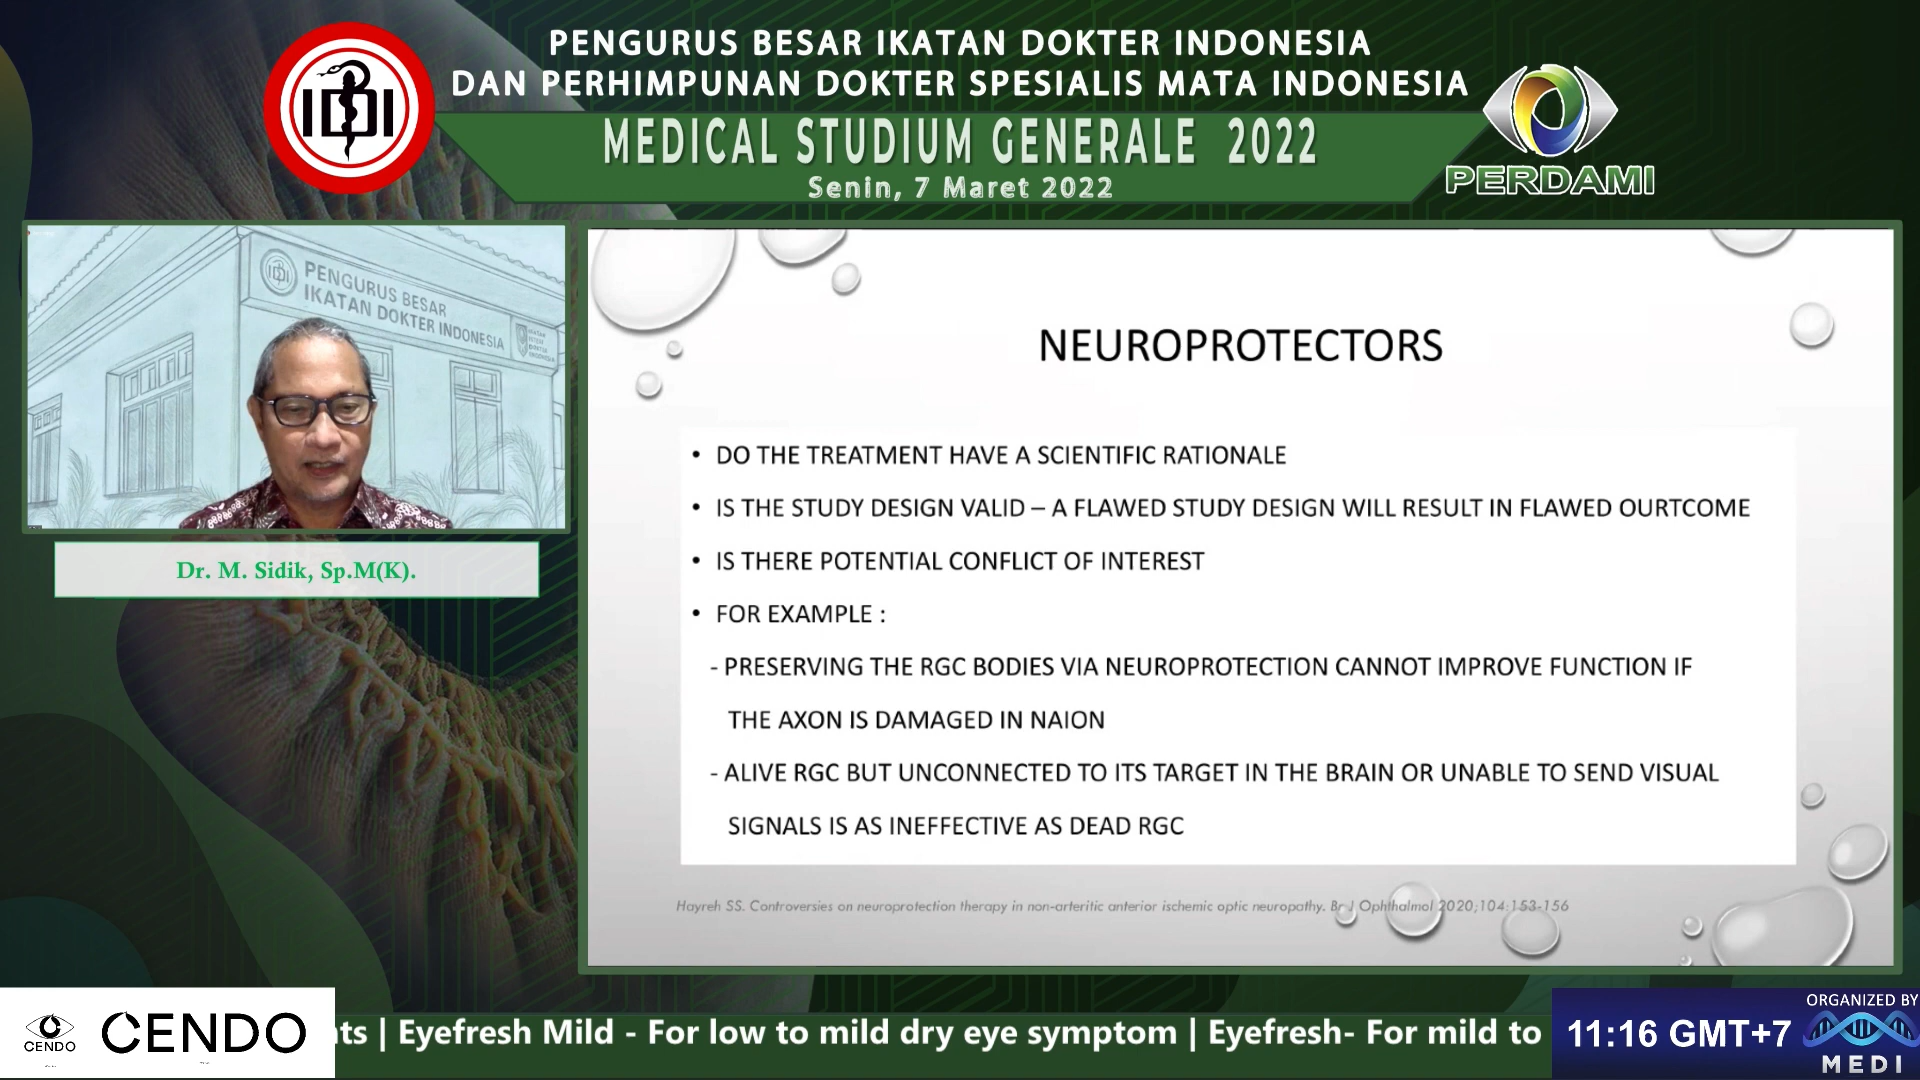 PENGURUS BESAR IKATAN DOKTER INDONESIA
DAN PERHIMPUNAN DOKTER SPESIALIS MATA INDONESIA
MEDICAL STUDIUM GENERALE 2022
Senin, 7 Maret 2022
IDI
PERDAMI
PENGURUS BESAR
IKATAN DOKTER INDONESIA
Dr. M. Sidik, Sp.M(K).
NEUROPROTECTORS
• DO THE TREATMENT HAVE A SCIENTIFIC RATIONALE
• IS THE STUDY DESIGN VALID – A FLAWED STUDY DESIGN WILL RESULT IN FLAWED OURTCOME
• IS THERE POTENTIAL CONFLICT OF INTEREST
• FOR EXAMPLE :
- PRESERVING THE RGC BODIES VIA NEUROPROTECTION CANNOT IMPROVE FUNCTION IF
THE AXON IS DAMAGED IN NAION
- ALIVE RGC BUT UNCONNECTED TO ITS TARGET IN THE BRAIN OR UNABLE TO SEND VISUAL
SIGNALS IS AS INEFFECTIVE AS DEAD RGC
Hayreh SS. Controversies on neuroprotection therapy in non-arteritic anterior ischemic optic neuropathy. Br J Ophthalmol 2020;104:153-156
CENDO
CENDO
nts | Eyefresh Mild - For low to mild dry eye symptom | Eyefresh- For mild to
11:16 GMT+7
ORGANIZED BY
MEDI